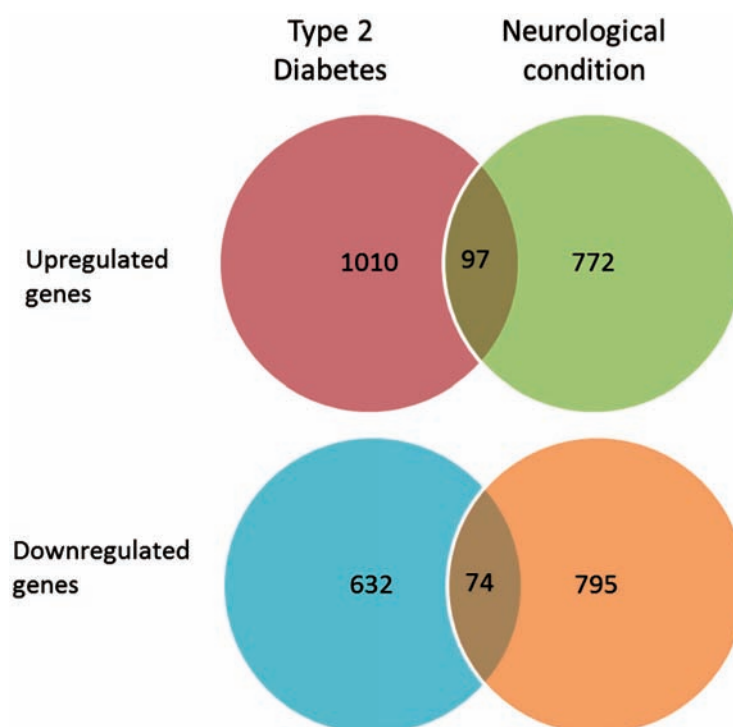 Type 2
Diabetes
Neurological
condition
Upregulated
genes
1010
97
772
Downregulated
genes
632
74
795